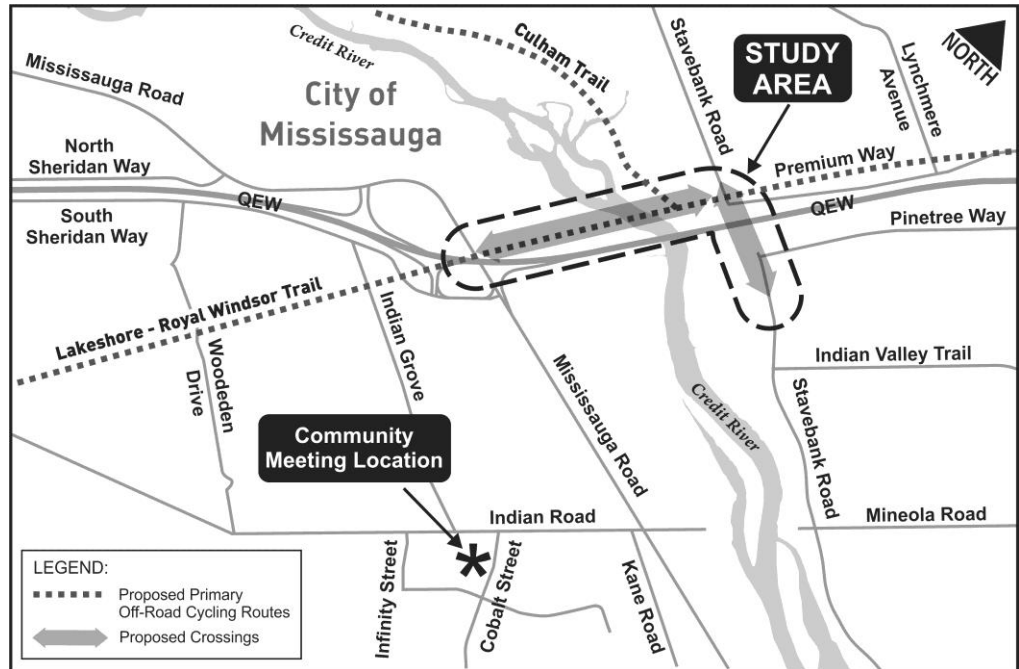 Credit River
Culham Trail
Stavebank Road
STUDY
AREA
Lynchmere
Avenue
NORTH
Mississauga Road
City of
Mississauga
North
Sheridan Way
Premium Way
QEW
QEW
South
Sheridan Way
Pinetree Way
Lakeshore - Royal Windsor Trail
Woodeden
Drive
Indian Grove
Mississauga Road
Indian Valley Trail
Credit River
Stavebank Road
Community
Meeting Location
Indian Road
Mineola Road
Infinity Street
Cobalt Street
Kane Road
LEGEND:
Proposed Primary
Off-Road Cycling Routes
Proposed Crossings